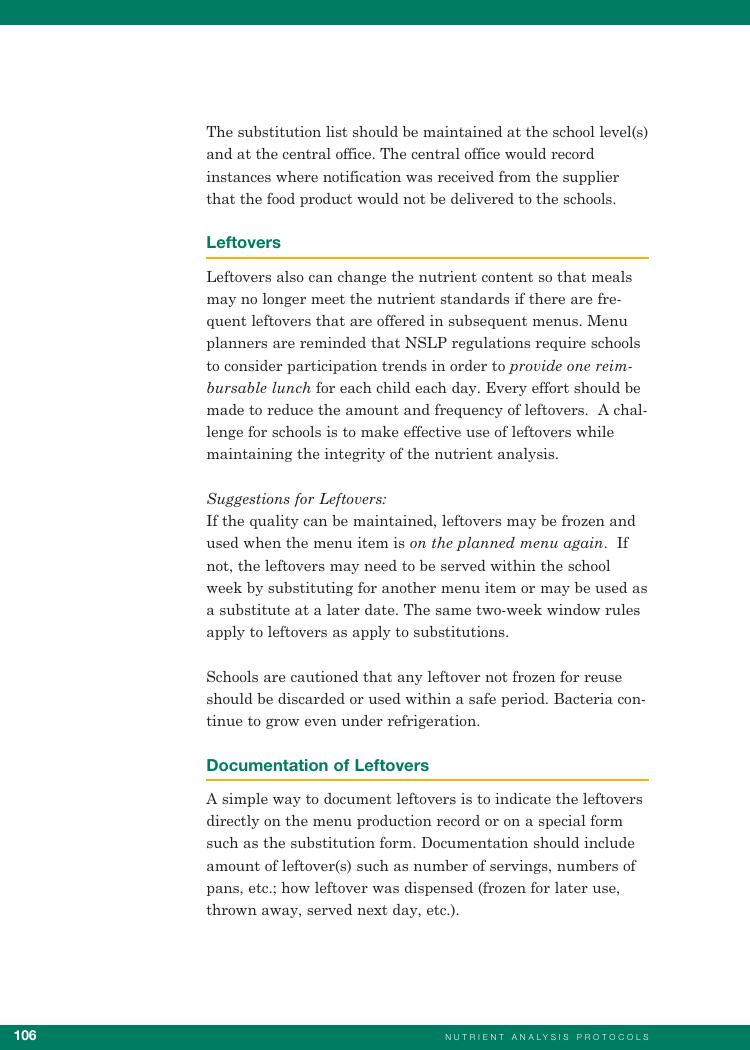 The substitution list should be maintained at the school level(s)
and at the central office. The central office would record
instances where notification was received from the supplier
that the food product would not be delivered to the schools.
Leftovers
Leftovers also can change the nutrient content so that meals
may no longer meet the nutrient standards if there are fre-
quent leftovers that are offered in subsequent menus. Menu
planners are reminded that NSLP regulations require schools
to consider participation trends in order to provide one reim-
bursable lunch for each child each day. Every effort should be
made to reduce the amount and frequency of leftovers.  A chal-
lenge for schools is to make effective use of leftovers while
maintaining the integrity of the nutrient analysis.
Suggestions for Leftovers:
If the quality can be maintained, leftovers may be frozen and
used when the menu item is on the planned menu again.  If
not, the leftovers may need to be served within the school
week by substituting for another menu item or may be used as
a substitute at a later date. The same two-week window rules
apply to leftovers as apply to substitutions.
Schools are cautioned that any leftover not frozen for reuse
should be discarded or used within a safe period. Bacteria con-
tinue to grow even under refrigeration.
Documentation of Leftovers
A simple way to document leftovers is to indicate the leftovers
directly on the menu production record or on a special form
such as the substitution form. Documentation should include
amount of leftover(s) such as number of servings, numbers of
pans, etc.; how leftover was dispensed (frozen for later use,
thrown away, served next day, etc.).
106
NUTRIENT ANALYSIS PROTOCOLS